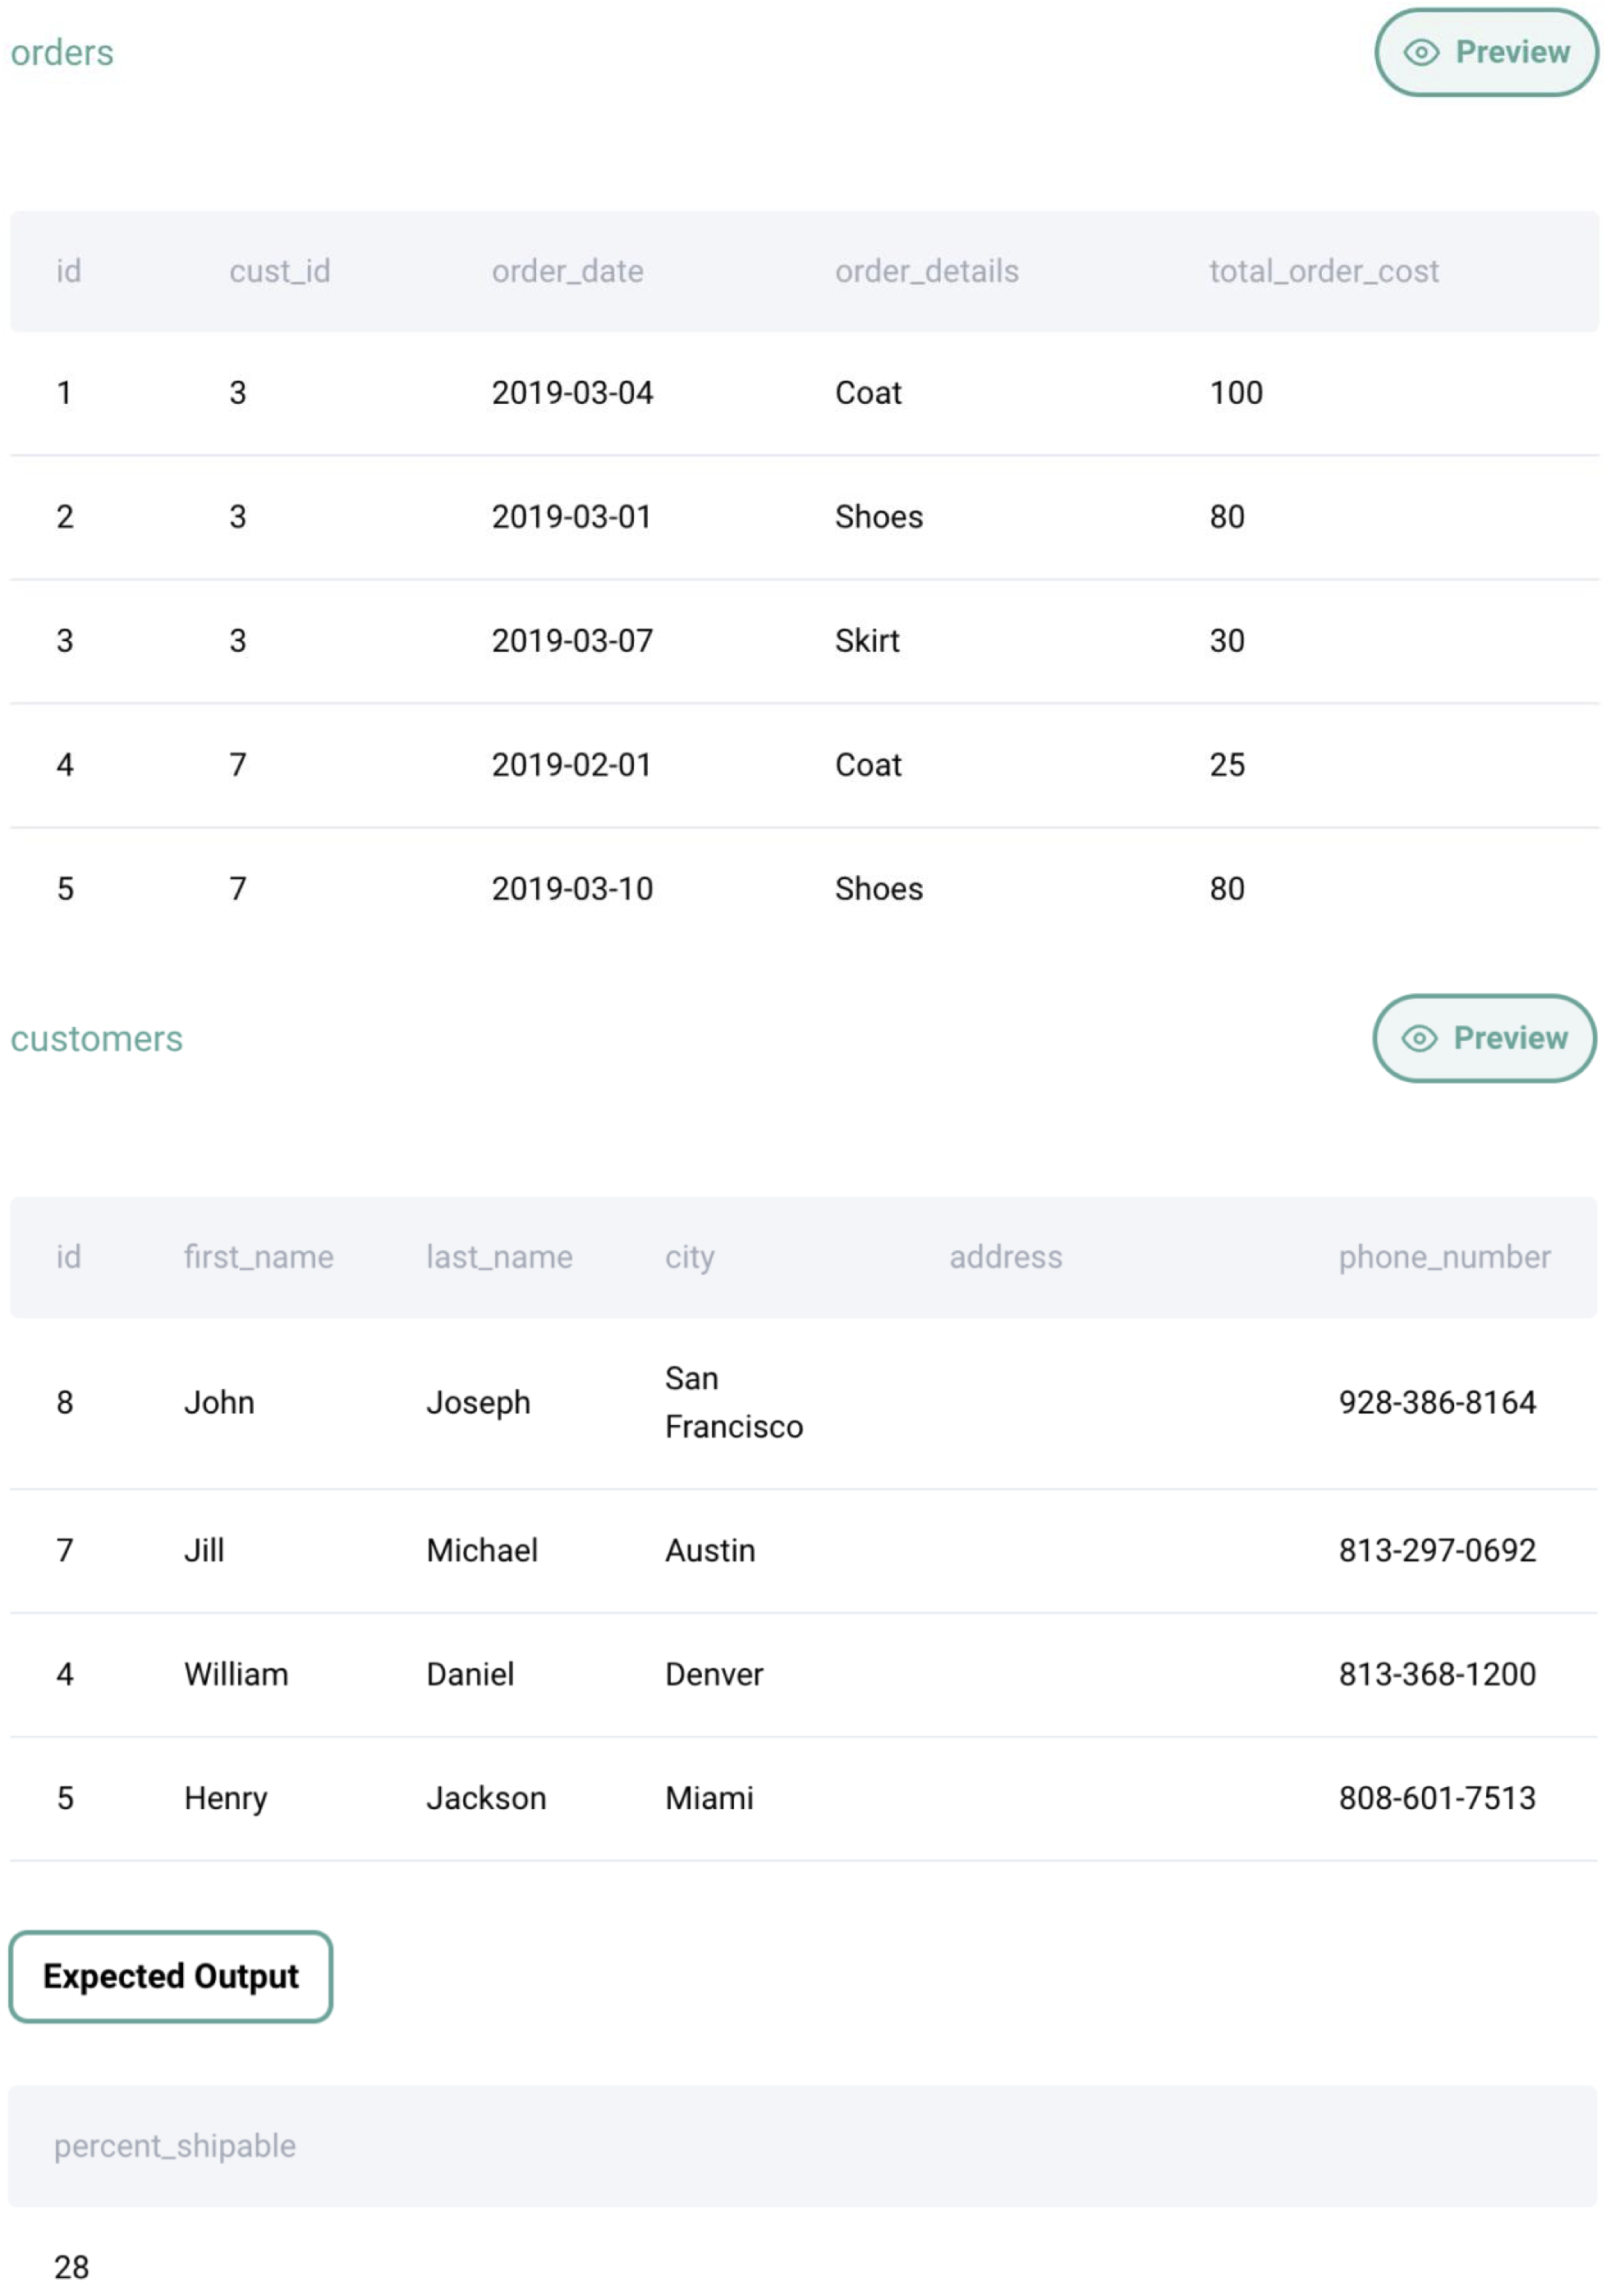 orders
Preview
id cust_id order_date order_details total_order_cost
1 3 2019-03-04 Coat 100
2 3 2019-03-01 Shoes 80
3 3 2019-03-07 Skirt 30
4 7 2019-02-01 Coat 25
5 7 2019-03-10 Shoes 80
customers
Preview
id first_name last_name city address phone_number
8 John Joseph San Francisco 928-386-8164
7 Jill Michael Austin 813-297-0692
4 William Daniel Denver 813-368-1200
5 Henry Jackson Miami 808-601-7513
Expected Output
percent_shipable
28